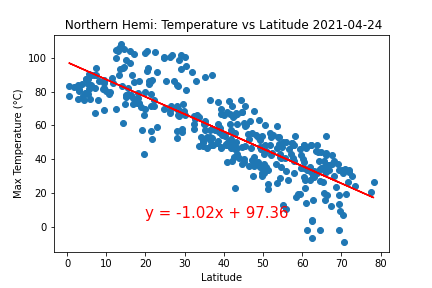 Northern Hemi: Temperature vs Latitude 2021-04-24
100
80
60
40
20
0
Max Temperature (°C)
y = -1.02x + 97.36
0 10 20 30 40 50 60 70 80
Latitude